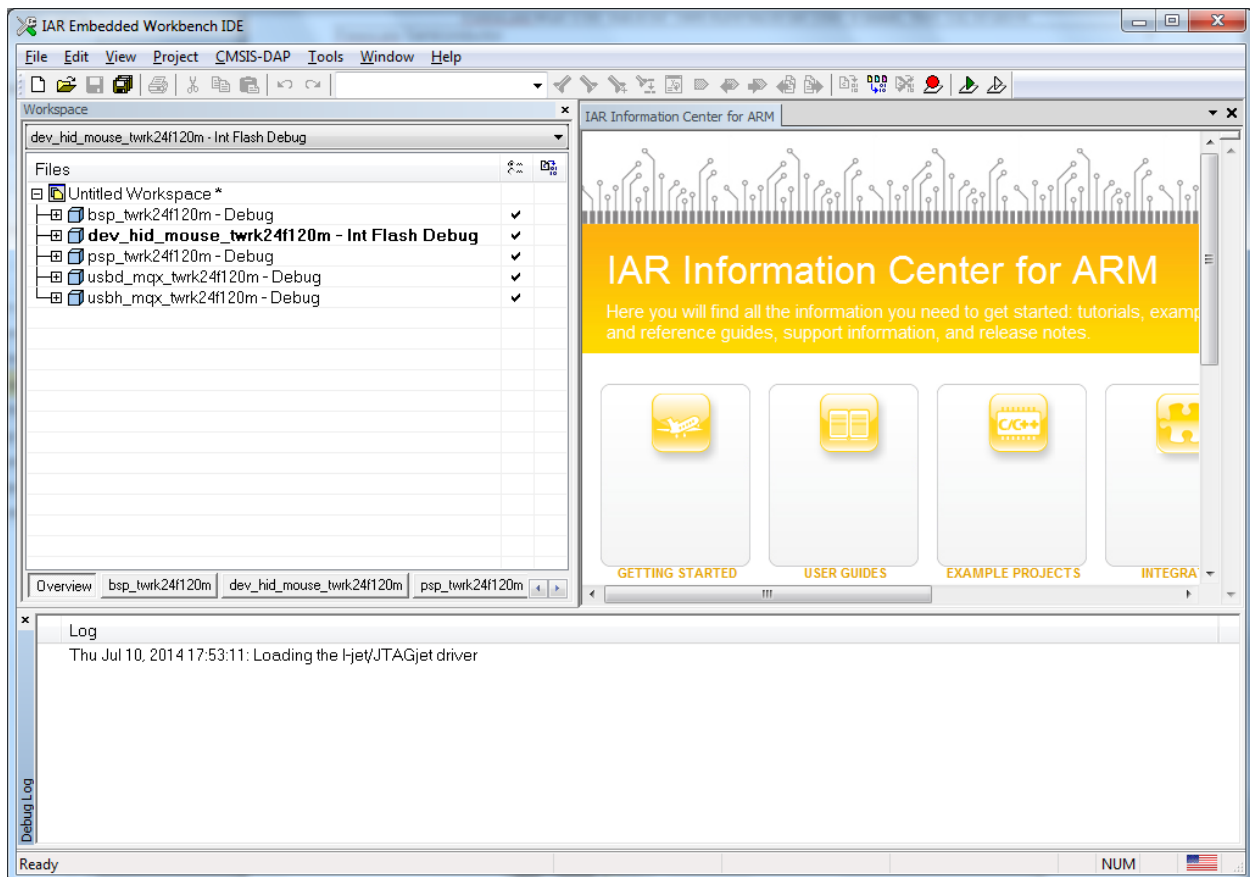 IAR Embedded Workbench IDE
File Edit View Project CMSIS-DAP Tools Window Help
Workspace
dev_hid_mouse_twrk24f120m - Int Flash Debug
Files
Untitled Workspace *
bsp_twrk24f120m - Debug
dev_hid_mouse_twrk24f120m - Int Flash Debug
psp_twrk24f120m - Debug
usbd_mqx_twrk24f120m - Debug
usbh_mqx_twrk24f120m - Debug
Overview bsp_twrk24f120m dev_hid_mouse_twrk24f120m psp_twrk24f120m
IAR Information Center for ARM
IAR Information Center for ARM
Here you will find all the information you need to get started: tutorials, examp
and reference guides, support information, and release notes.
C/C++
GETTING STARTED USER GUIDES EXAMPLE PROJECTS INTEGRA
Log
Thu Jul 10, 2014 17:53:11: Loading the I-jet/JTAGjet driver
Debug Log
Ready NUM